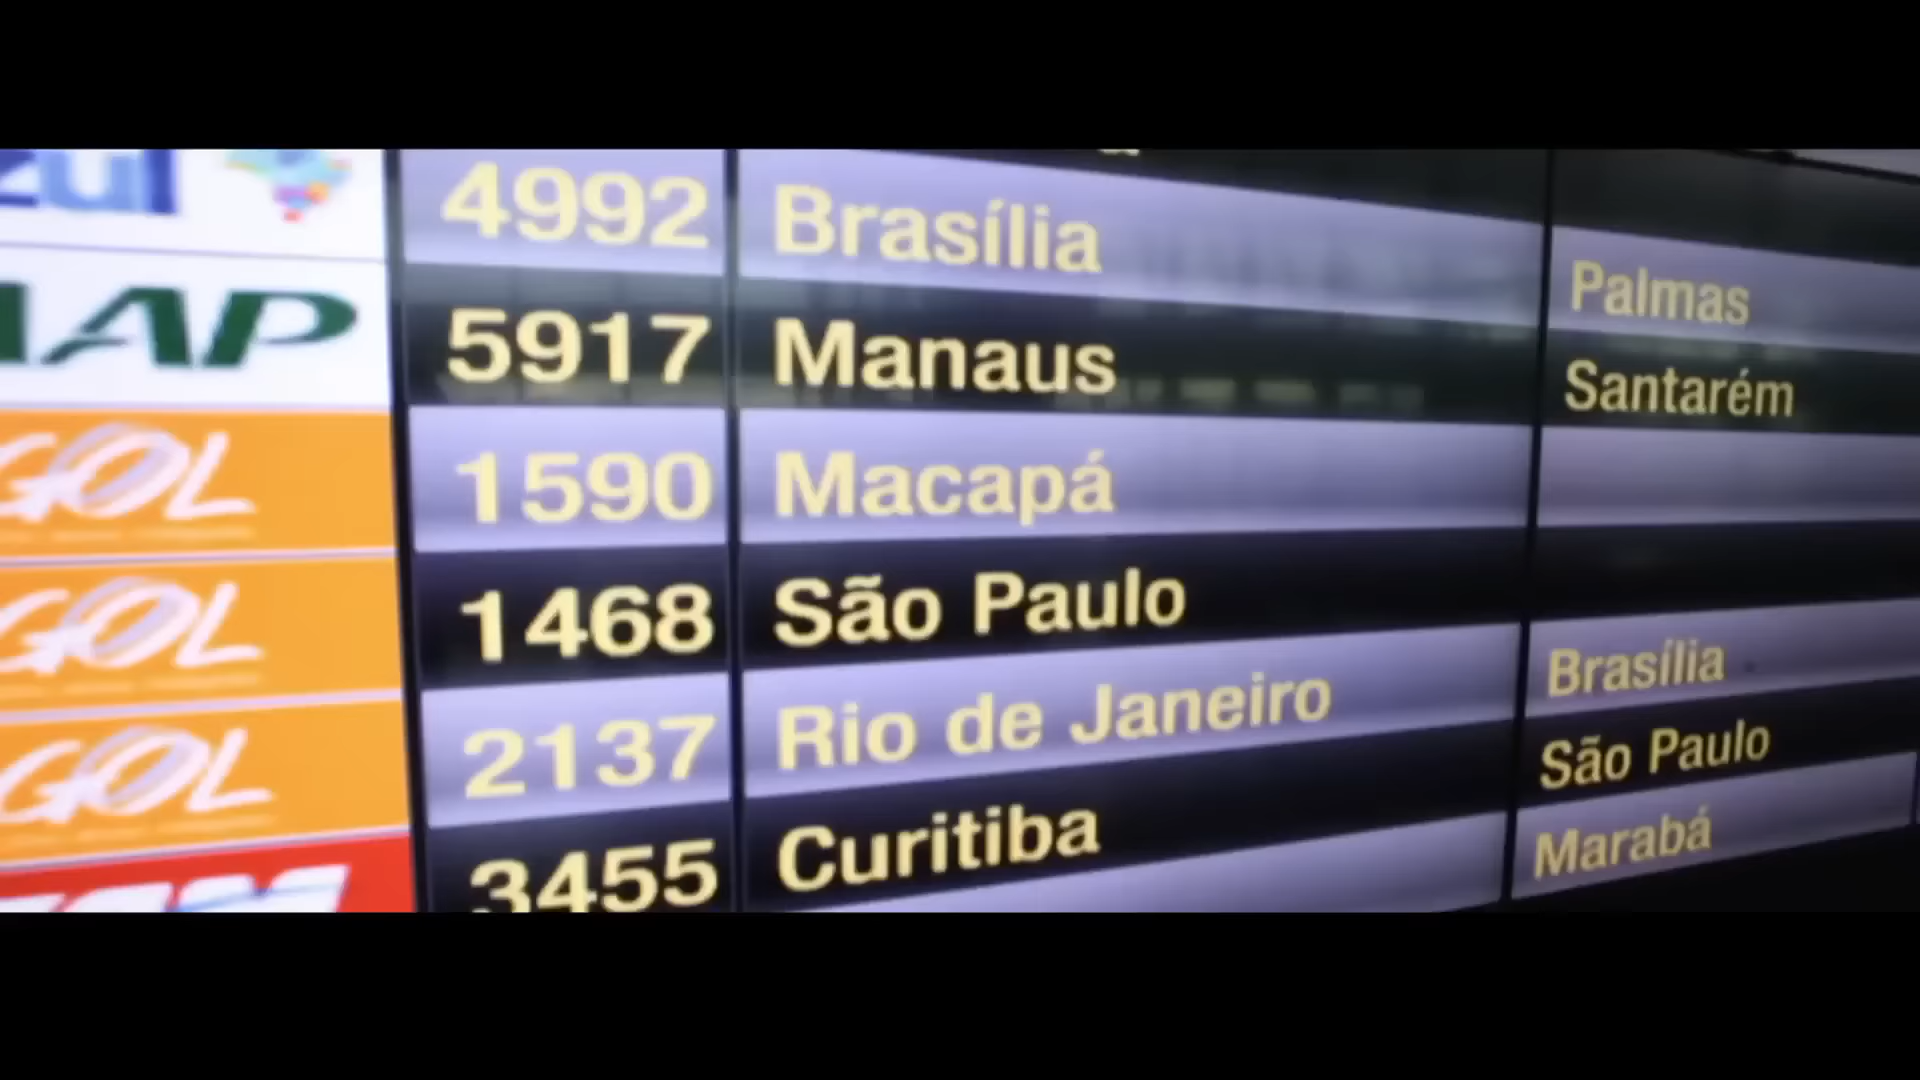 4992 Brasília Palmas
5917 Manaus Santarém
GOL 1590 Macapá
GOL 1468 São Paulo
GOL 2137 Rio de Janeiro Brasília
3455 Curitiba São Paulo
Marabá